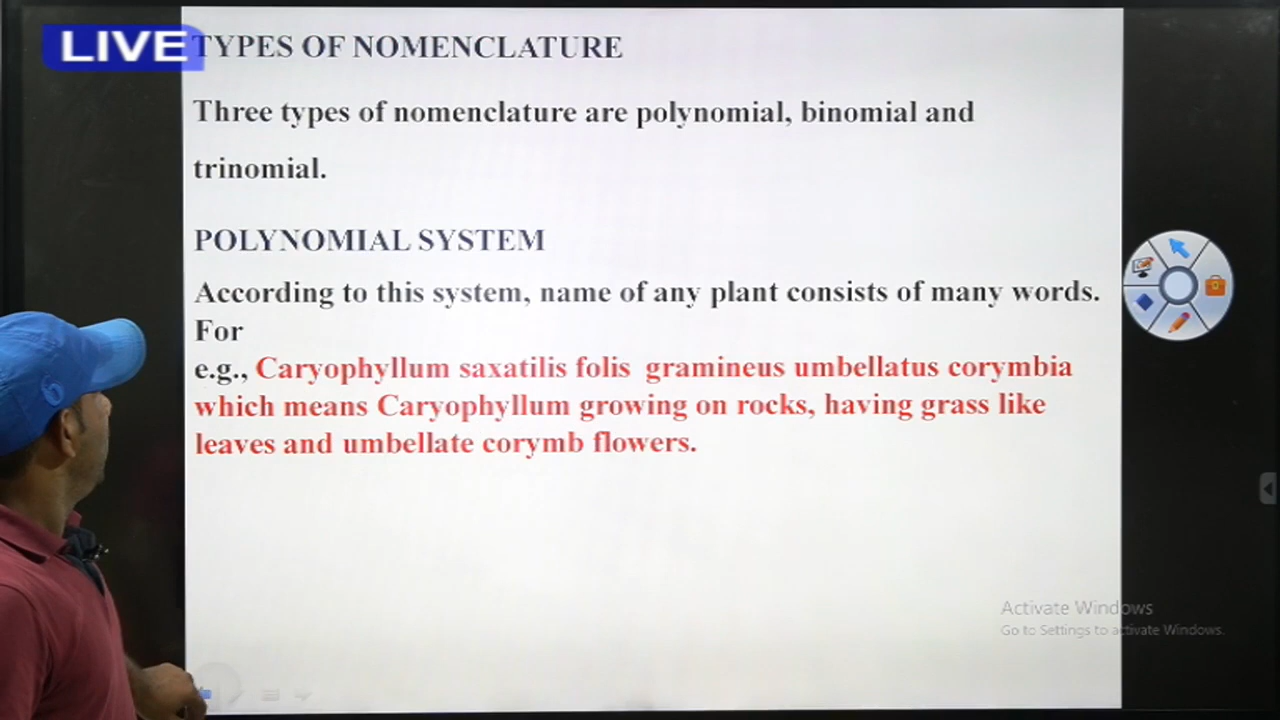 LIVE
TYPES OF NOMENCLATURE
Three types of nomenclature are polynomial, binomial and
trinomial.
POLYNOMIAL SYSTEM
According to this system, name of any plant consists of many words.
For
e.g., Caryophyllum saxatilis folis gramineus umbellatus corymbia
which means Caryophyllum growing on rocks, having grass like
leaves and umbellate corymb flowers.
Activate Windows
Go to Settings to activate Windows.